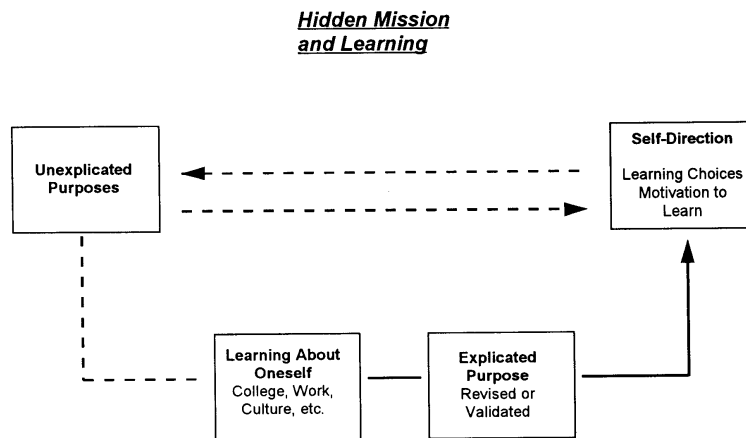 Hidden Mission
and Learning
Unexplicated
Purposes
Self-Direction
Learning Choices
Motivation to
Learn
Learning About
Oneself
College, Work,
Culture, etc.
Explicated
Purpose
Revised or
Validated